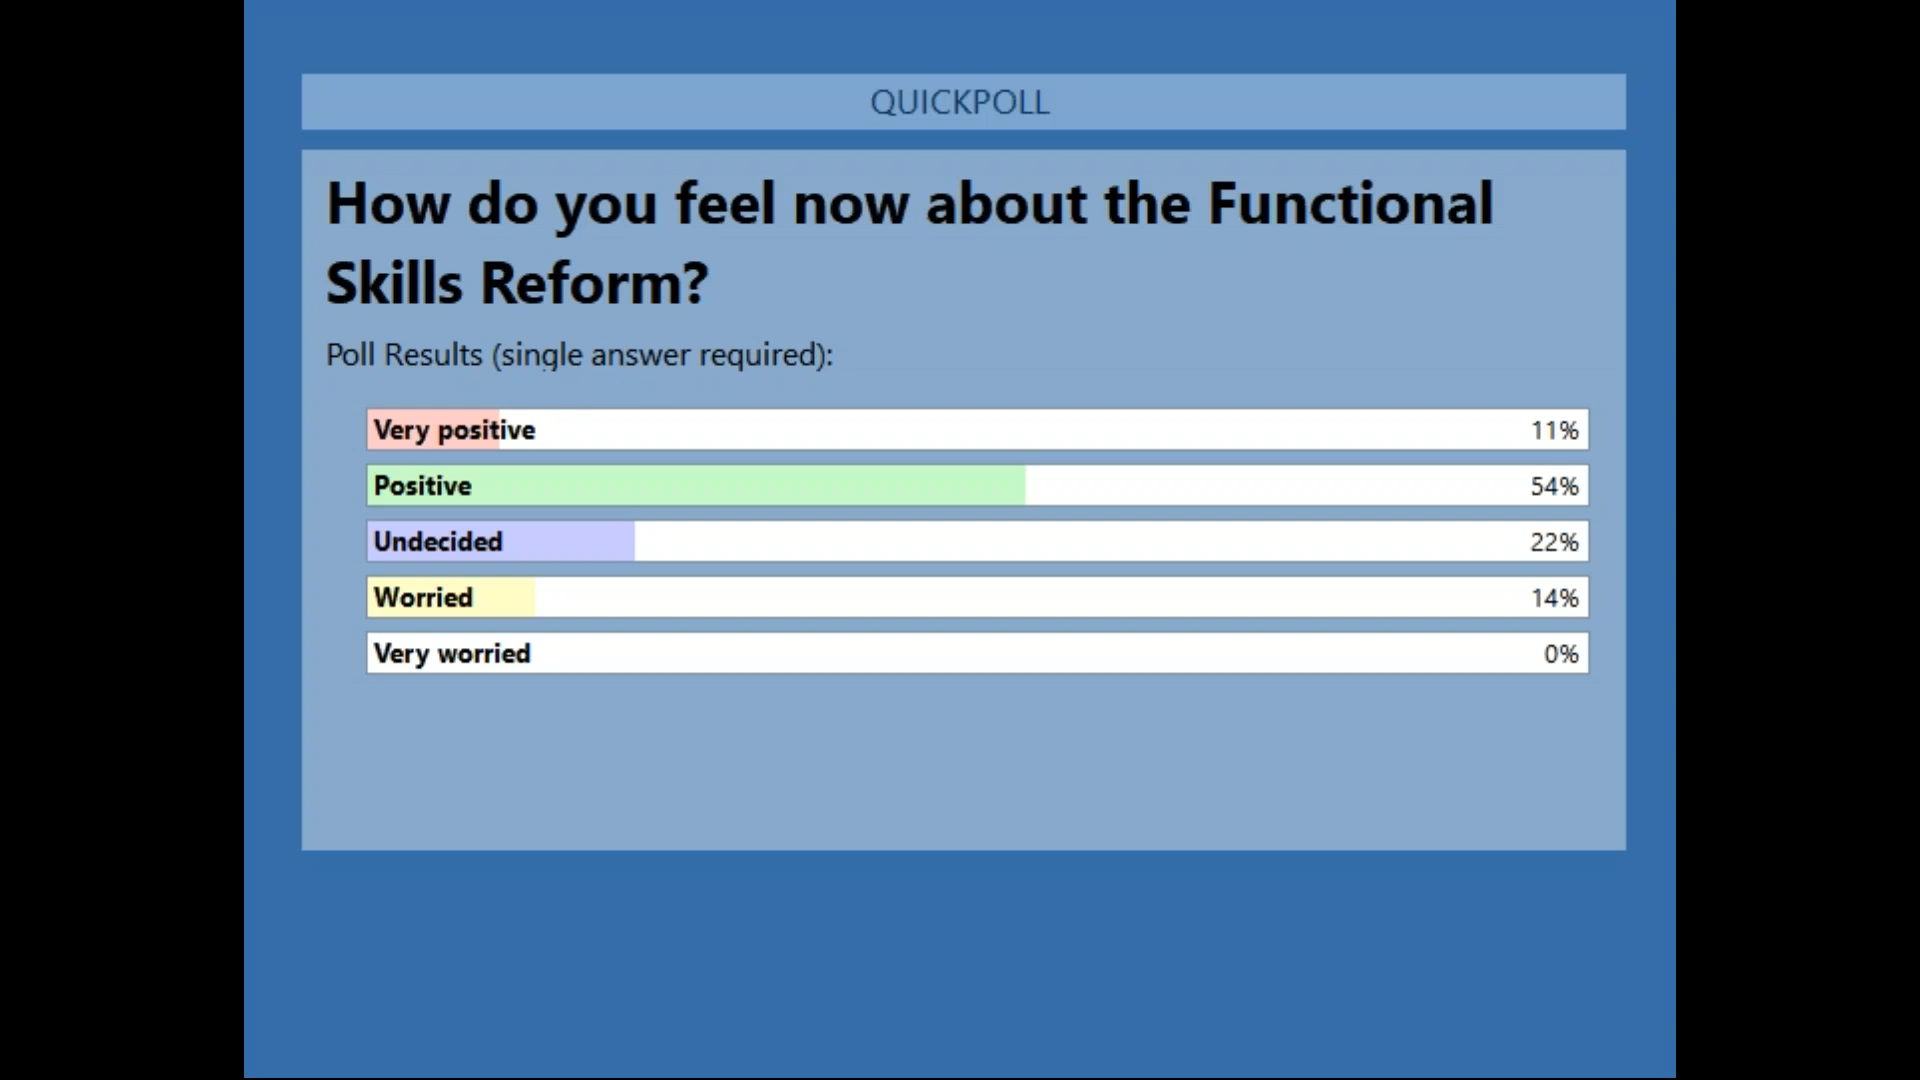 QUICKPOLL
How do you feel now about the Functional
Skills Reform?
Poll Results (single answer required):
Very positive 11%
Positive 54%
Undecided 22%
Worried 14%
Very worried 0%